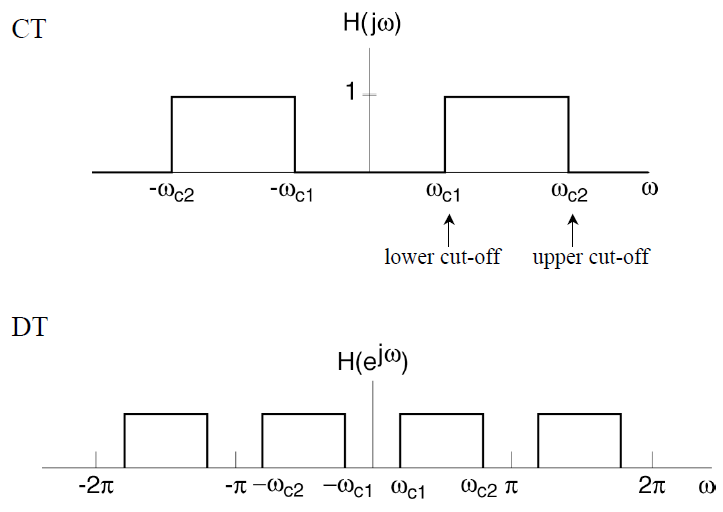 CT
H(jω)
1
-ωc2 -ωc1 ωc1 ωc2 ω
lower cut-off upper cut-off
DT
H(e^jω)
-2π -π −ωc2 −ωc1 ωc1 ωc2 π 2π ω